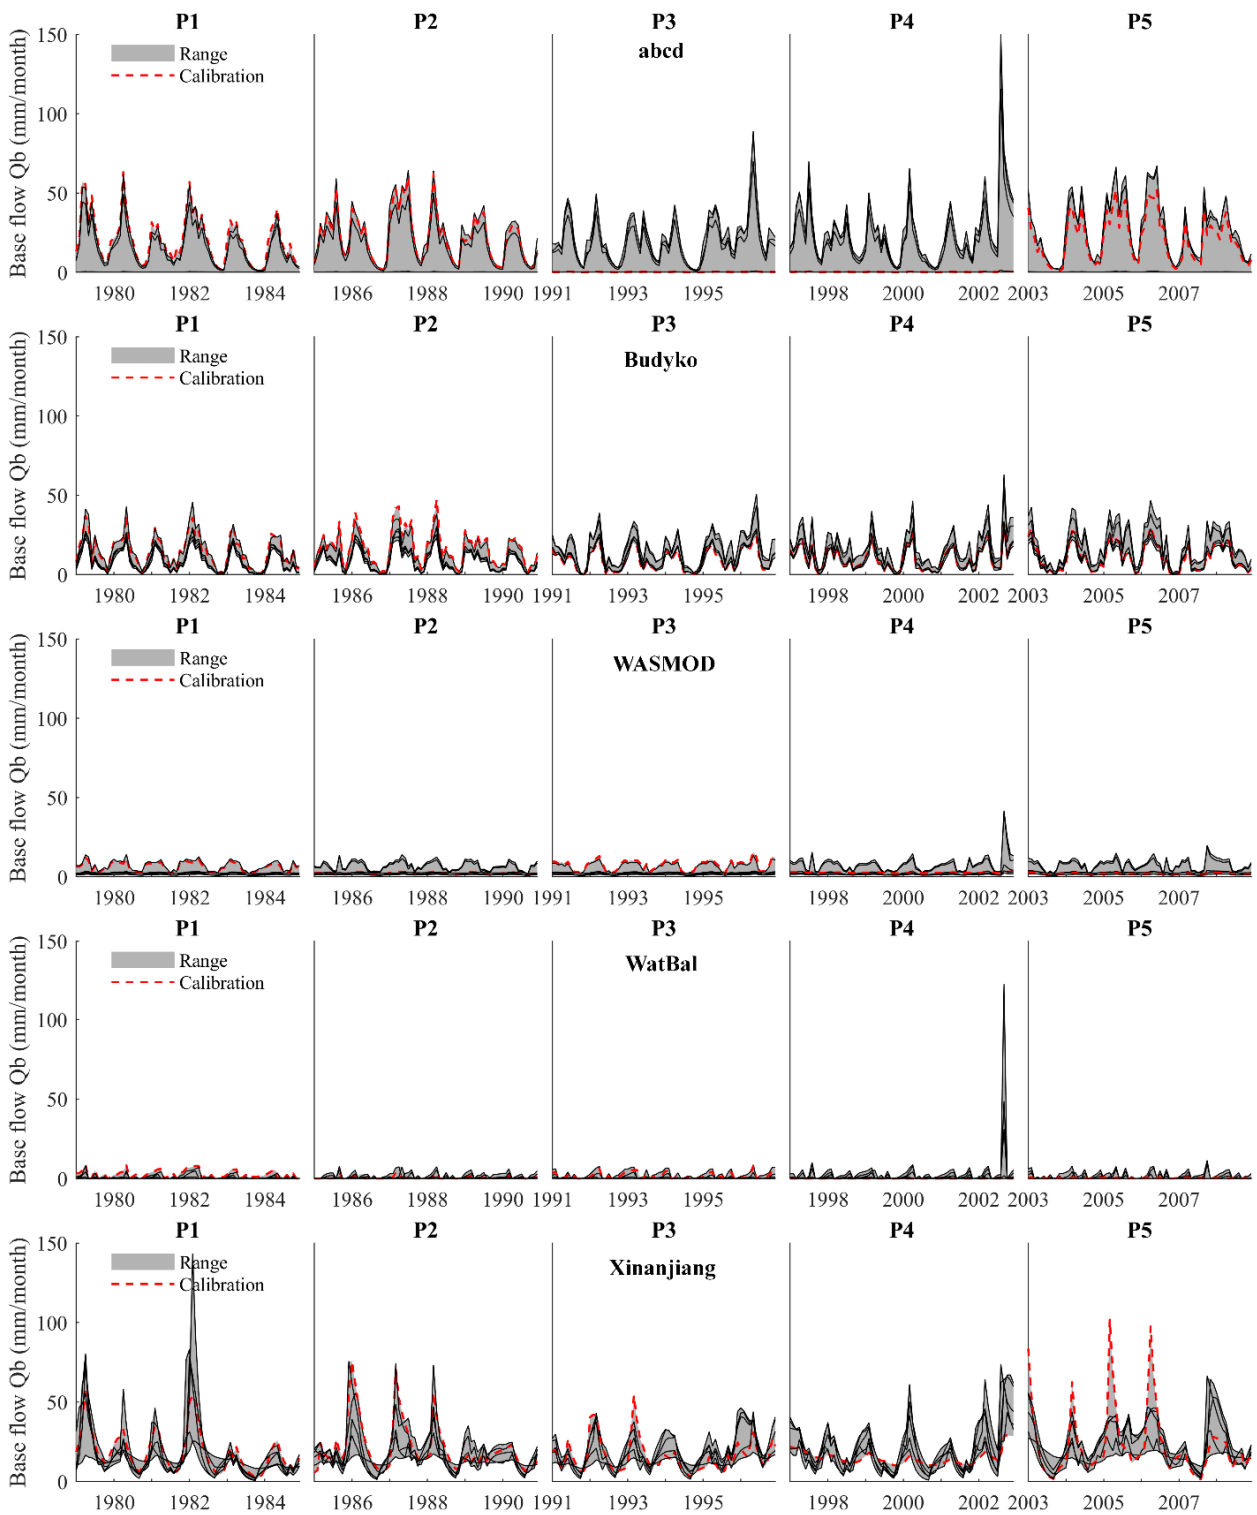 P1 P2 P3 P4 P5
150 abcd
Range
Calibration
100
50
0
Base flow Qb (mm/month)
1980 1982 1984 1986 1988 1990 1991 1993 1995 1998 2000 2002 2003 2005 2007
P1 P2 P3 P4 P5
150 Budyko
Range
Calibration
100
50
0
Base flow Qb (mm/month)
1980 1982 1984 1986 1988 1990 1991 1993 1995 1998 2000 2002 2003 2005 2007
P1 P2 P3 P4 P5
150 WASMOD
Range
Calibration
100
50
0
Base flow Qb (mm/month)
1980 1982 1984 1986 1988 1990 1991 1993 1995 1998 2000 2002 2003 2005 2007
P1 P2 P3 P4 P5
150 WatBal
Range
Calibration
100
50
0
Base flow Qb (mm/month)
1980 1982 1984 1986 1988 1990 1991 1993 1995 1998 2000 2002 2003 2005 2007
P1 P2 P3 P4 P5
150 Xinanjiang
Range
Calibration
100
50
0
Base flow Qb (mm/month)
1980 1982 1984 1986 1988 1990 1991 1993 1995 1998 2000 2002 2003 2005 2007